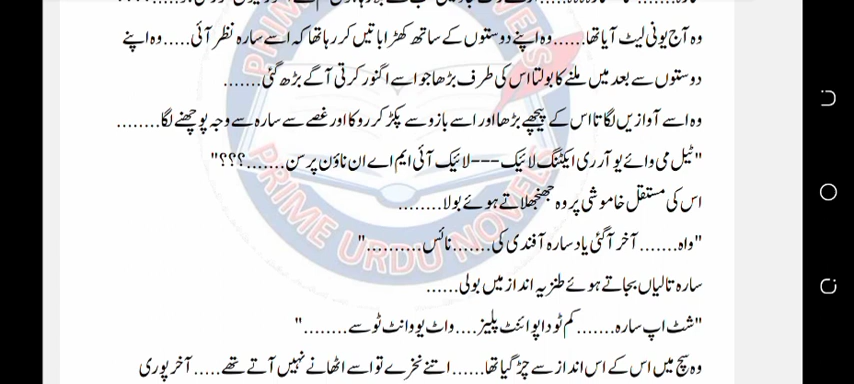 وہ آج یونی لیٹ آیا تھا......وہ اپنے دوستوں کے ساتھ کھڑا باتیں کر رہا تھا کہ اسے سارہ نظر آئی.....وہ اپنے
دوستوں سے بعد میں ملنے کا بولتا اس کی طرف بڑھا جو اسے اگنور کرتی آگے بڑھ گئی.......
وہ اسے آوازیں لگاتا اس کے پیچھے بڑھا اور اسے بازو سے پکڑ کر روکا اور غصے سے سارہ سے وجہ پوچھنے لگا........
"ٹیل می وائے یو آر ری ایکٹنگ لائیک---لائیک آئی ایم اے ان ناؤن پرسن.......؟؟؟"
اس کی مستقل خاموشی پر وہ جھنجھلاتے ہوئے بولا........
"واہ.......آخر آگئی یاد سارہ آفندی کی.......نائس.........."
سارہ تالیاں بجاتے ہوئے طنزیہ انداز میں بولی......
"شٹ اپ سارہ.......کم ٹو دا پوائنٹ پلیز....واٹ یو وانٹ ٹو سے........"
وہ سچ میں اس کے اس انداز سے چڑ گیا تھا......اتنے نخرے تو اسے اٹھانے نہیں آتے تھے.....آخر پوری
PRIME URDU NOVELS